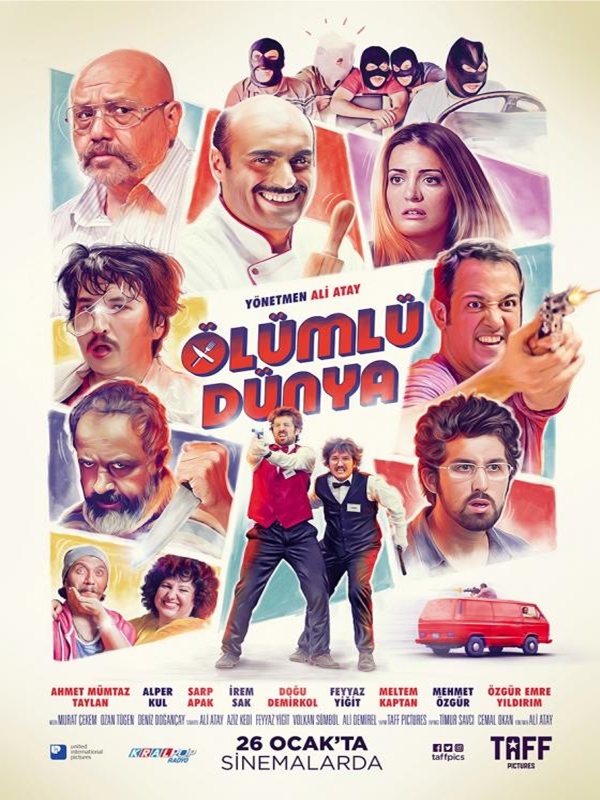 YÖNETMEN ALİ ATAY
ÖLÜMLÜ
DÜNYA
AHMET MÜMTAZ TAYLAN
ALPER KUL
SARP APAK
İREM SAK
DOĞU DEMİRKOL
FEYYAZ YİĞİT
MELTEM KAPTAN
MEHMET ÖZGÜR
ÖZGÜR EMRE YILDIRIM
MURAT ÇEKEM OZAN TÜGEN DENİZ DOĞANÇAY ALİ ATAY AZİZ KEDİ FEYYAZ YİĞİT VOLKAN SÜMBÜL ALİ DEMİREL TAFF PICTURES TİMUR SAVCI CEMAL OKAN ALİ ATAY
united
international
pictures
KRALPOP
RADYO
26 OCAK'TA
SİNEMALARDA
taffpics
TAFF
PICTURES